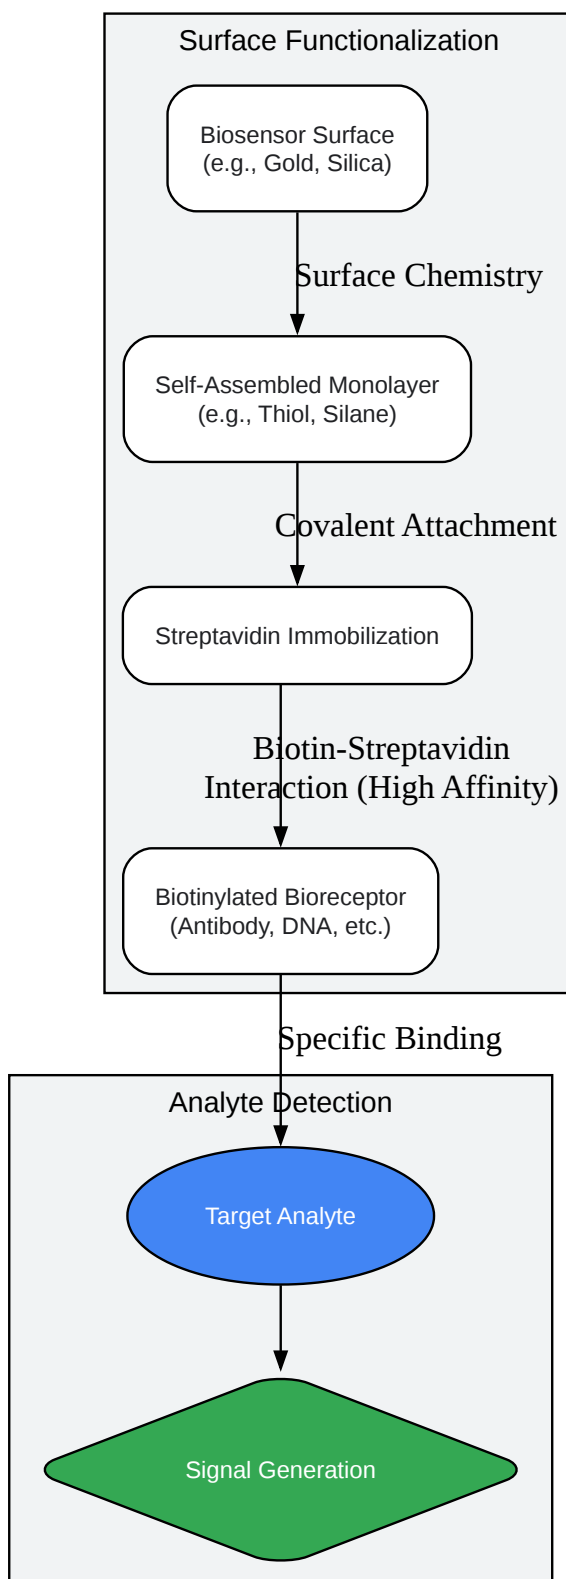 Surface Functionalization
Biosensor Surface
(e.g., Gold, Silica)
Surface Chemistry
Self-Assembled Monolayer
(e.g., Thiol, Silane)
Covalent Attachment
Streptavidin Immobilization
Biotin-Streptavidin
Interaction (High Affinity)
Biotinylated Bioreceptor
(Antibody, DNA, etc.)
Specific Binding
Analyte Detection
Target Analyte
Signal Generation